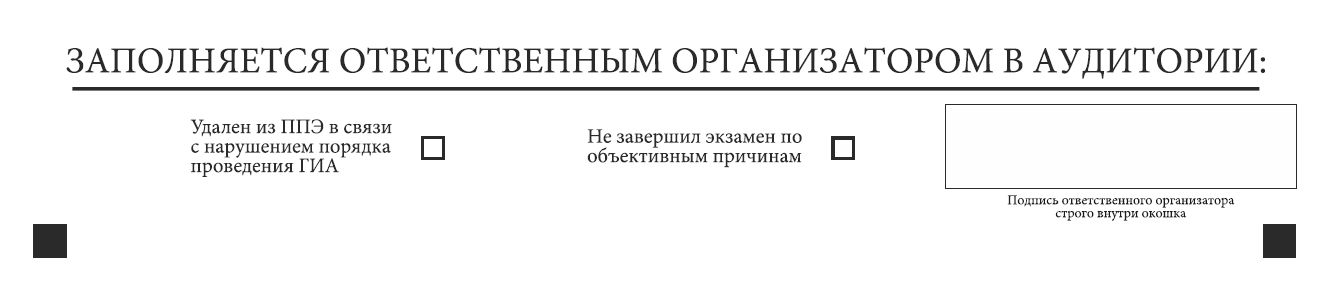 ЗАПОЛНЯЕТСЯ ОТВЕТСТВЕННЫМ ОРГАНИЗАТОРОМ В АУДИТОРИИ:
Удален из ППЭ в связи
с нарушением порядка
проведения ГИА
Не завершил экзамен по
объективным причинам
Подпись ответственного организатора
строго внутри окошка